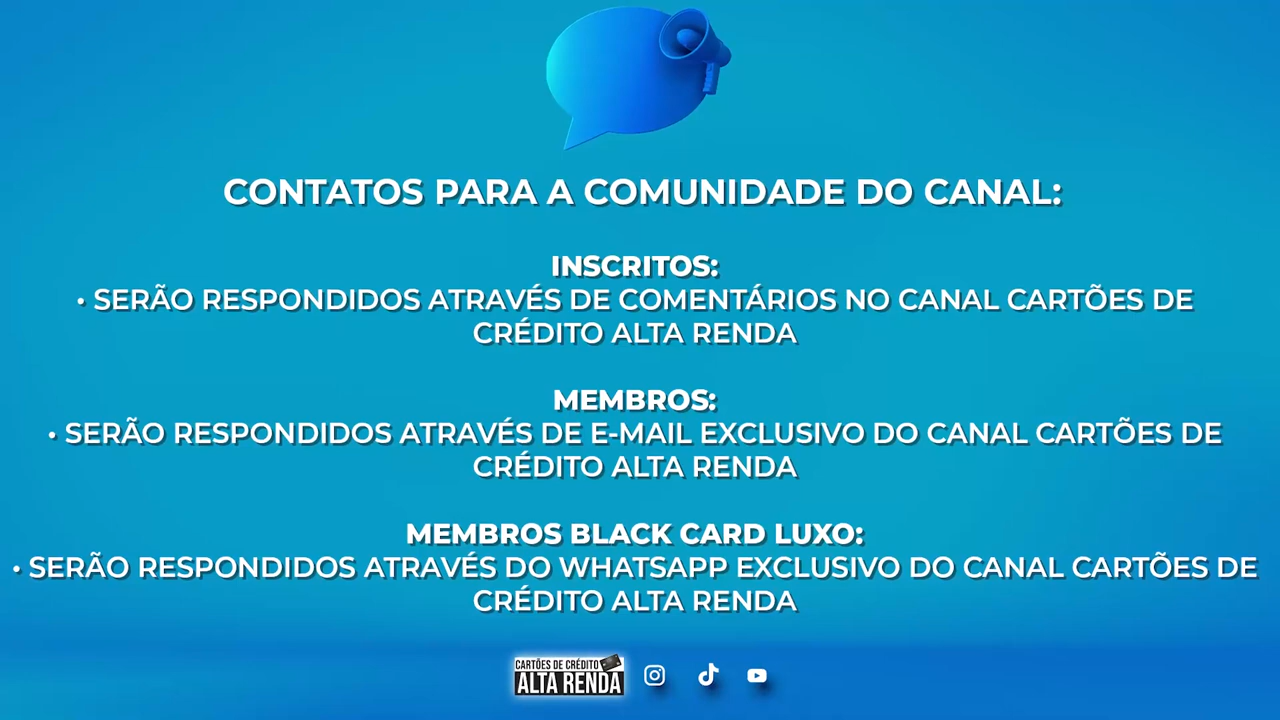 CONTATOS PARA A COMUNIDADE DO CANAL:
INSCRITOS:
• SERÃO RESPONDIDOS ATRAVÉS DE COMENTÁRIOS NO CANAL CARTÕES DE
CRÉDITO ALTA RENDA
MEMBROS:
• SERÃO RESPONDIDOS ATRAVÉS DE E-MAIL EXCLUSIVO DO CANAL CARTÕES DE
CRÉDITO ALTA RENDA
MEMBROS BLACK CARD LUXO:
• SERÃO RESPONDIDOS ATRAVÉS DO WHATSAPP EXCLUSIVO DO CANAL CARTÕES DE
CRÉDITO ALTA RENDA
CARTÕES DE CRÉDITO
ALTA RENDA